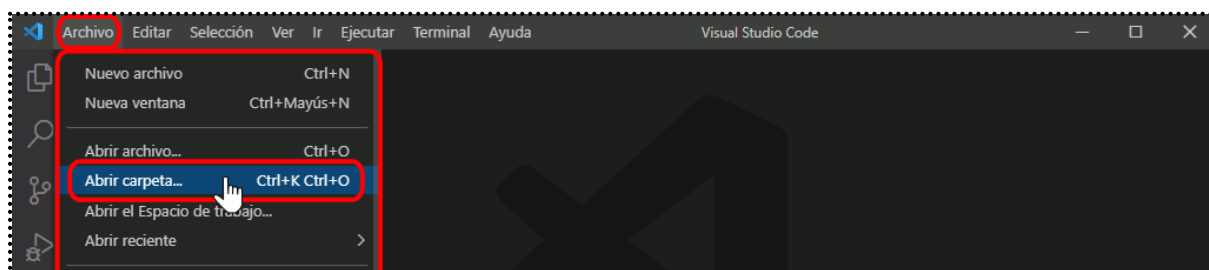 Archivo Editar Selección Ver Ir Ejecutar Terminal Ayuda Visual Studio Code
Nuevo archivo Ctrl+N
Nueva ventana Ctrl+Mayús+N
Abrir archivo... Ctrl+O
Abrir carpeta... Ctrl+K Ctrl+O
Abrir el Espacio de trabajo...
Abrir reciente >